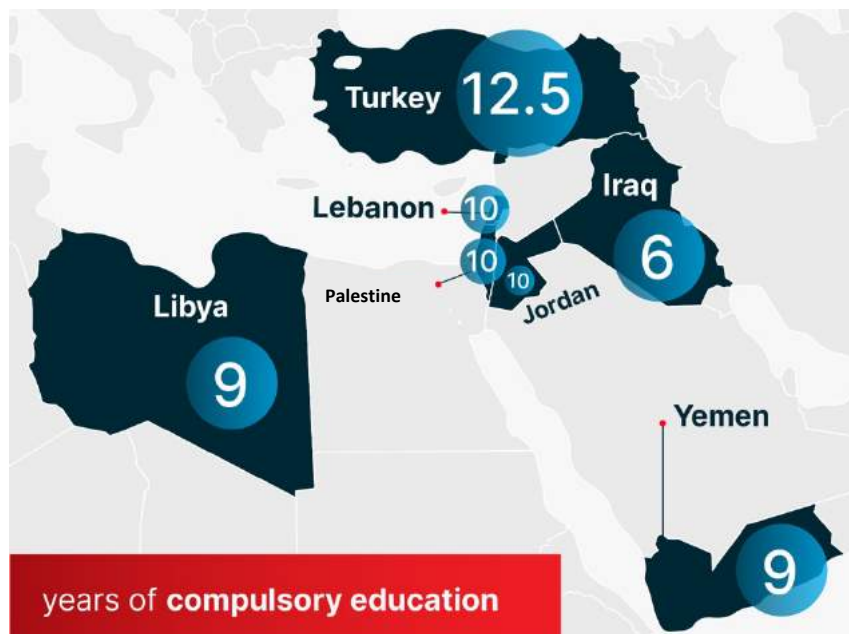 Turkey
12.5
Iraq
6
Lebanon
10
Palestine
10
Jordan
10
Libya
9
Yemen
9
years of compulsory education